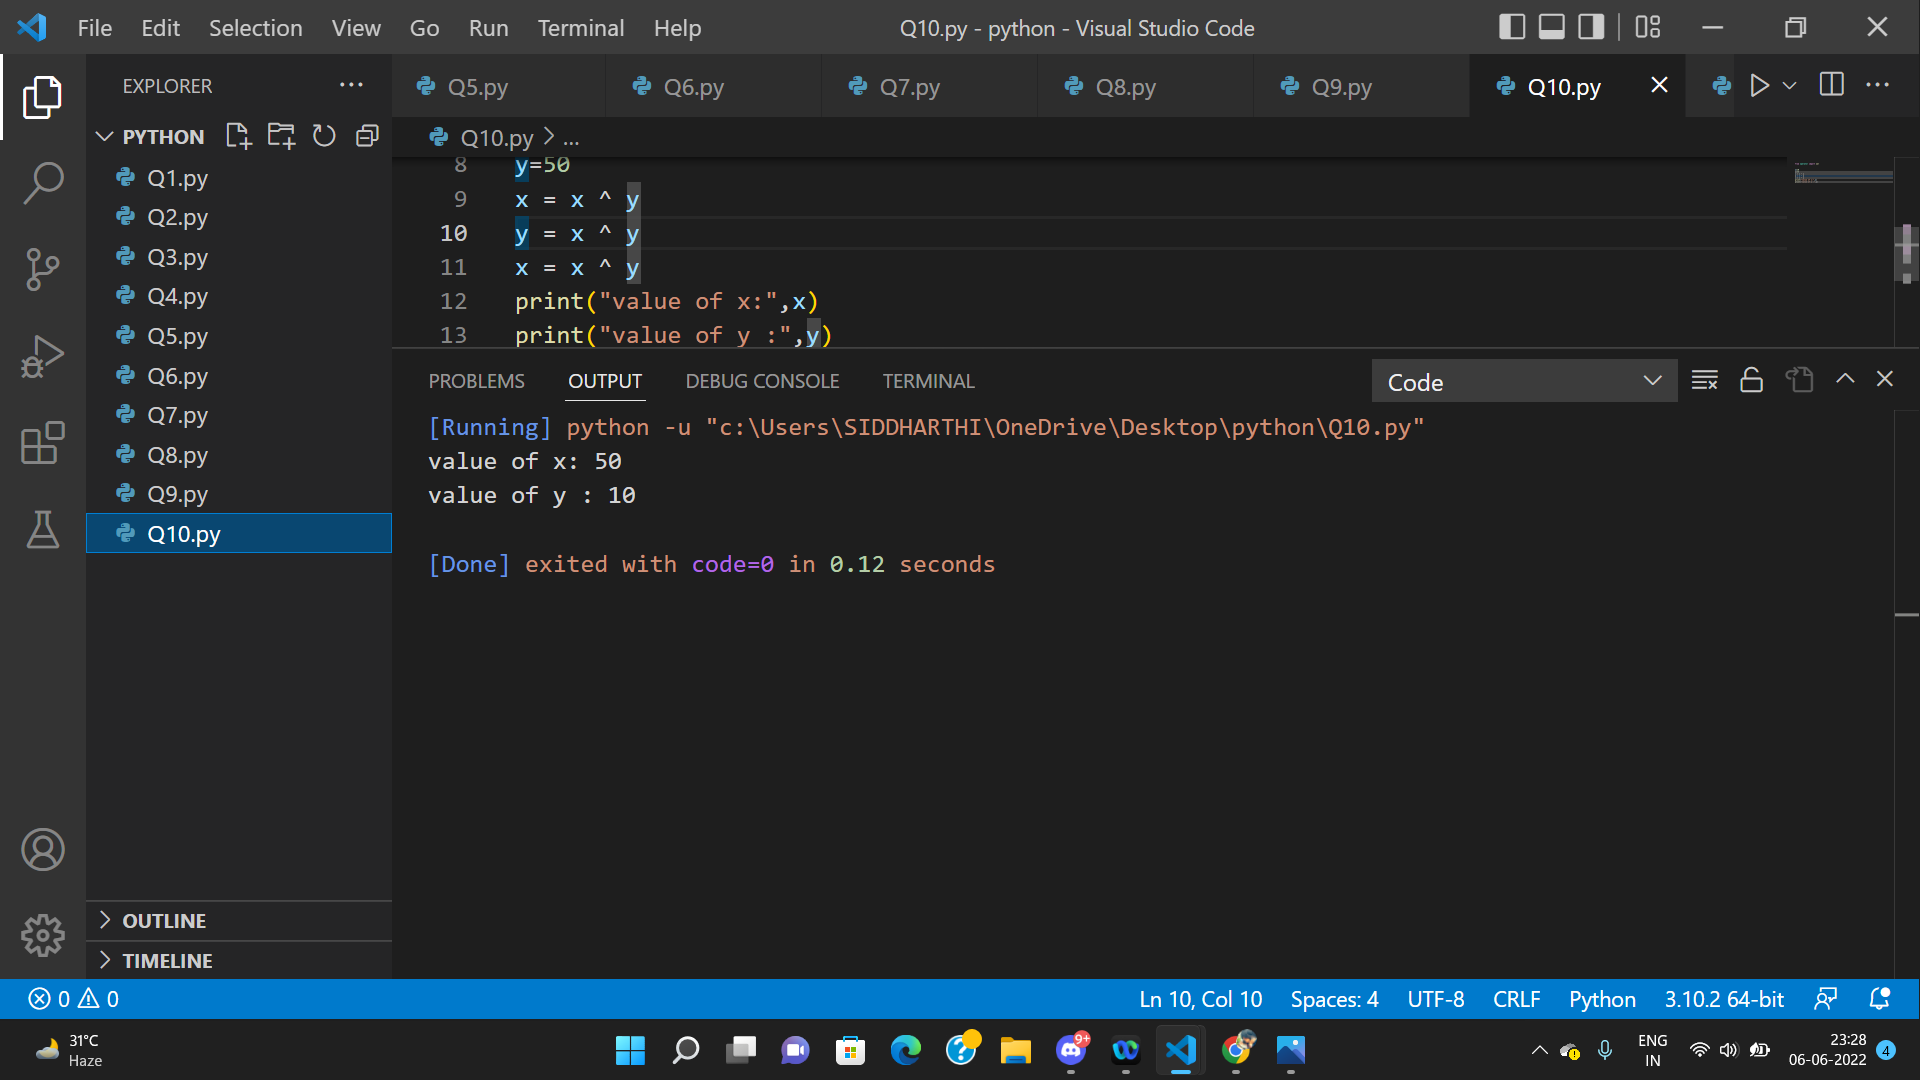 File Edit Selection View Go Run Terminal Help Q10.py - python - Visual Studio Code
EXPLORER
Q5.py Q6.py Q7.py Q8.py Q9.py Q10.py
PYTHON
Q10.py > ...
Q1.py
Q2.py
Q3.py
Q4.py
Q5.py
Q6.py
Q7.py
Q8.py
Q9.py
Q10.py
OUTLINE
TIMELINE
8 y=50
9 x = x ^ y
10 y = x ^ y
11 x = x ^ y
12 print("value of x:",x)
13 print("value of y :",y)
PROBLEMS OUTPUT DEBUG CONSOLE TERMINAL Code
[Running] python -u "c:\Users\SIDDHARTHI\OneDrive\Desktop\python\Q10.py"
value of x: 50
value of y : 10
[Done] exited with code=0 in 0.12 seconds
0 0 Ln 10, Col 10 Spaces: 4 UTF-8 CRLF Python 3.10.2 64-bit
31°C
Haze
9+
ENG
IN
23:28
06-06-2022
4